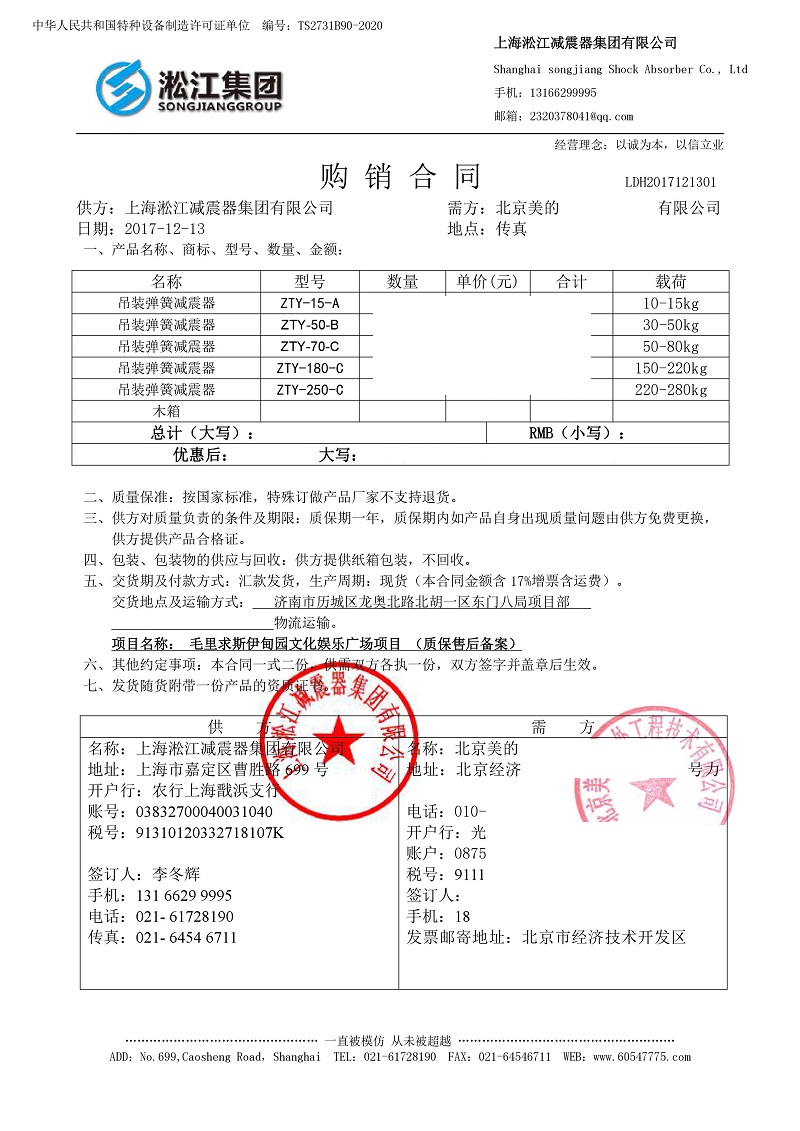 中华人民共和国特种设备制造许可证单位 编号：TS2731B90-2020
上海淞江减震器集团有限公司
Shanghai songjiang Shock Absorber Co., Ltd
手机：13166299995
邮箱：2320378041@qq.com
淞江集团
SONGJIANGGROUP
经营理念：以诚为本，以信立业
购销合同
LDH2017121301
供方：上海淞江减震器集团有限公司 需方：北京美的 有限公司
日期：2017-12-13 地点：传真
一、产品名称、商标、型号、数量、金额：
名称 型号 数量 单价(元) 合计 载荷
吊装弹簧减震器 ZTY-15-A 10-15kg
吊装弹簧减震器 ZTY-50-B 30-50kg
吊装弹簧减震器 ZTY-70-C 50-80kg
吊装弹簧减震器 ZTY-180-C 150-220kg
吊装弹簧减震器 ZTY-250-C 220-280kg
木箱
总计（大写）： RMB（小写）：
优惠后： 大写：
二、质量保准：按国家标准，特殊订做产品厂家不支持退货。
三、供方对质量负责的条件及期限：质保期一年，质保期内如产品自身出现质量问题由供方免费更换，
供方提供产品合格证。
四、包装、包装物的供应与回收：供方提供纸箱包装，不回收。
五、交货期及付款方式：汇款发货，生产周期：现货（本合同金额含 17%增票含运费）。
交货地点及运输方式： 济南市历城区龙奥北路北胡一区东门八局项目部
物流运输。
项目名称： 毛里求斯伊甸园文化娱乐广场项目 （质保售后备案）
六、其他约定事项：本合同一式二份，供需双方各执一份，双方签字并盖章后生效。
七、发货随货附带一份产品的资质证书。
供 方 需 方
名称：上海淞江减震器集团有限公司
地址：上海市嘉定区曹胜路 699 号
开户行：农行上海戬浜支行
账号：03832700040031040
税号：91310120332718107K
签订人：李冬辉
手机：131 6629 9995
电话：021- 61728190
传真：021- 6454 6711
名称：北京美的
地址：北京经济 号方
电话：010-
开户行：光
账户：0875
税号：9111
签订人：
手机：18
发票邮寄地址：北京市经济技术开发区
上海淞江减震器集团有限公司
北京美 工程技术有限公司
一直被模仿 从未被超越
ADD：No.699,Caosheng Road，Shanghai TEL：021-61728190 FAX：021-64546711 WEB：www.60547775.com